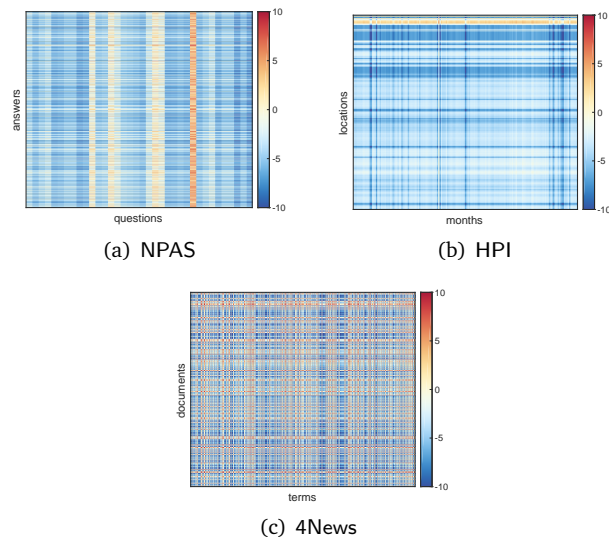 10
5
0
-5
-10
answers
questions
(a) NPAS
10
5
0
-5
-10
locations
months
(b) HPI
10
5
0
-5
-10
documents
terms
(c) 4News